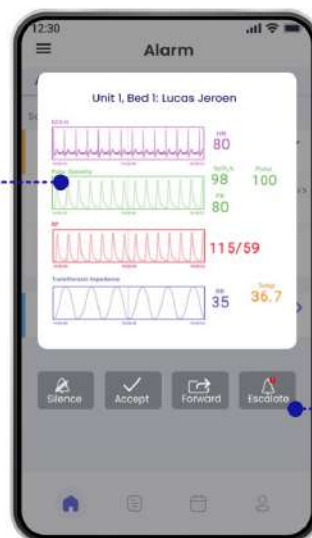 12:30
Alarm
Unit 1, Bed 1: Lucas Jeroen
ECG II
HR
80
Pulse Oximetry
98
Pulse
100
PR
80
BP
115/59
Transthoracic Impedance
RR
35
Temp
36.7
Silence
Accept
Forward
Escalate